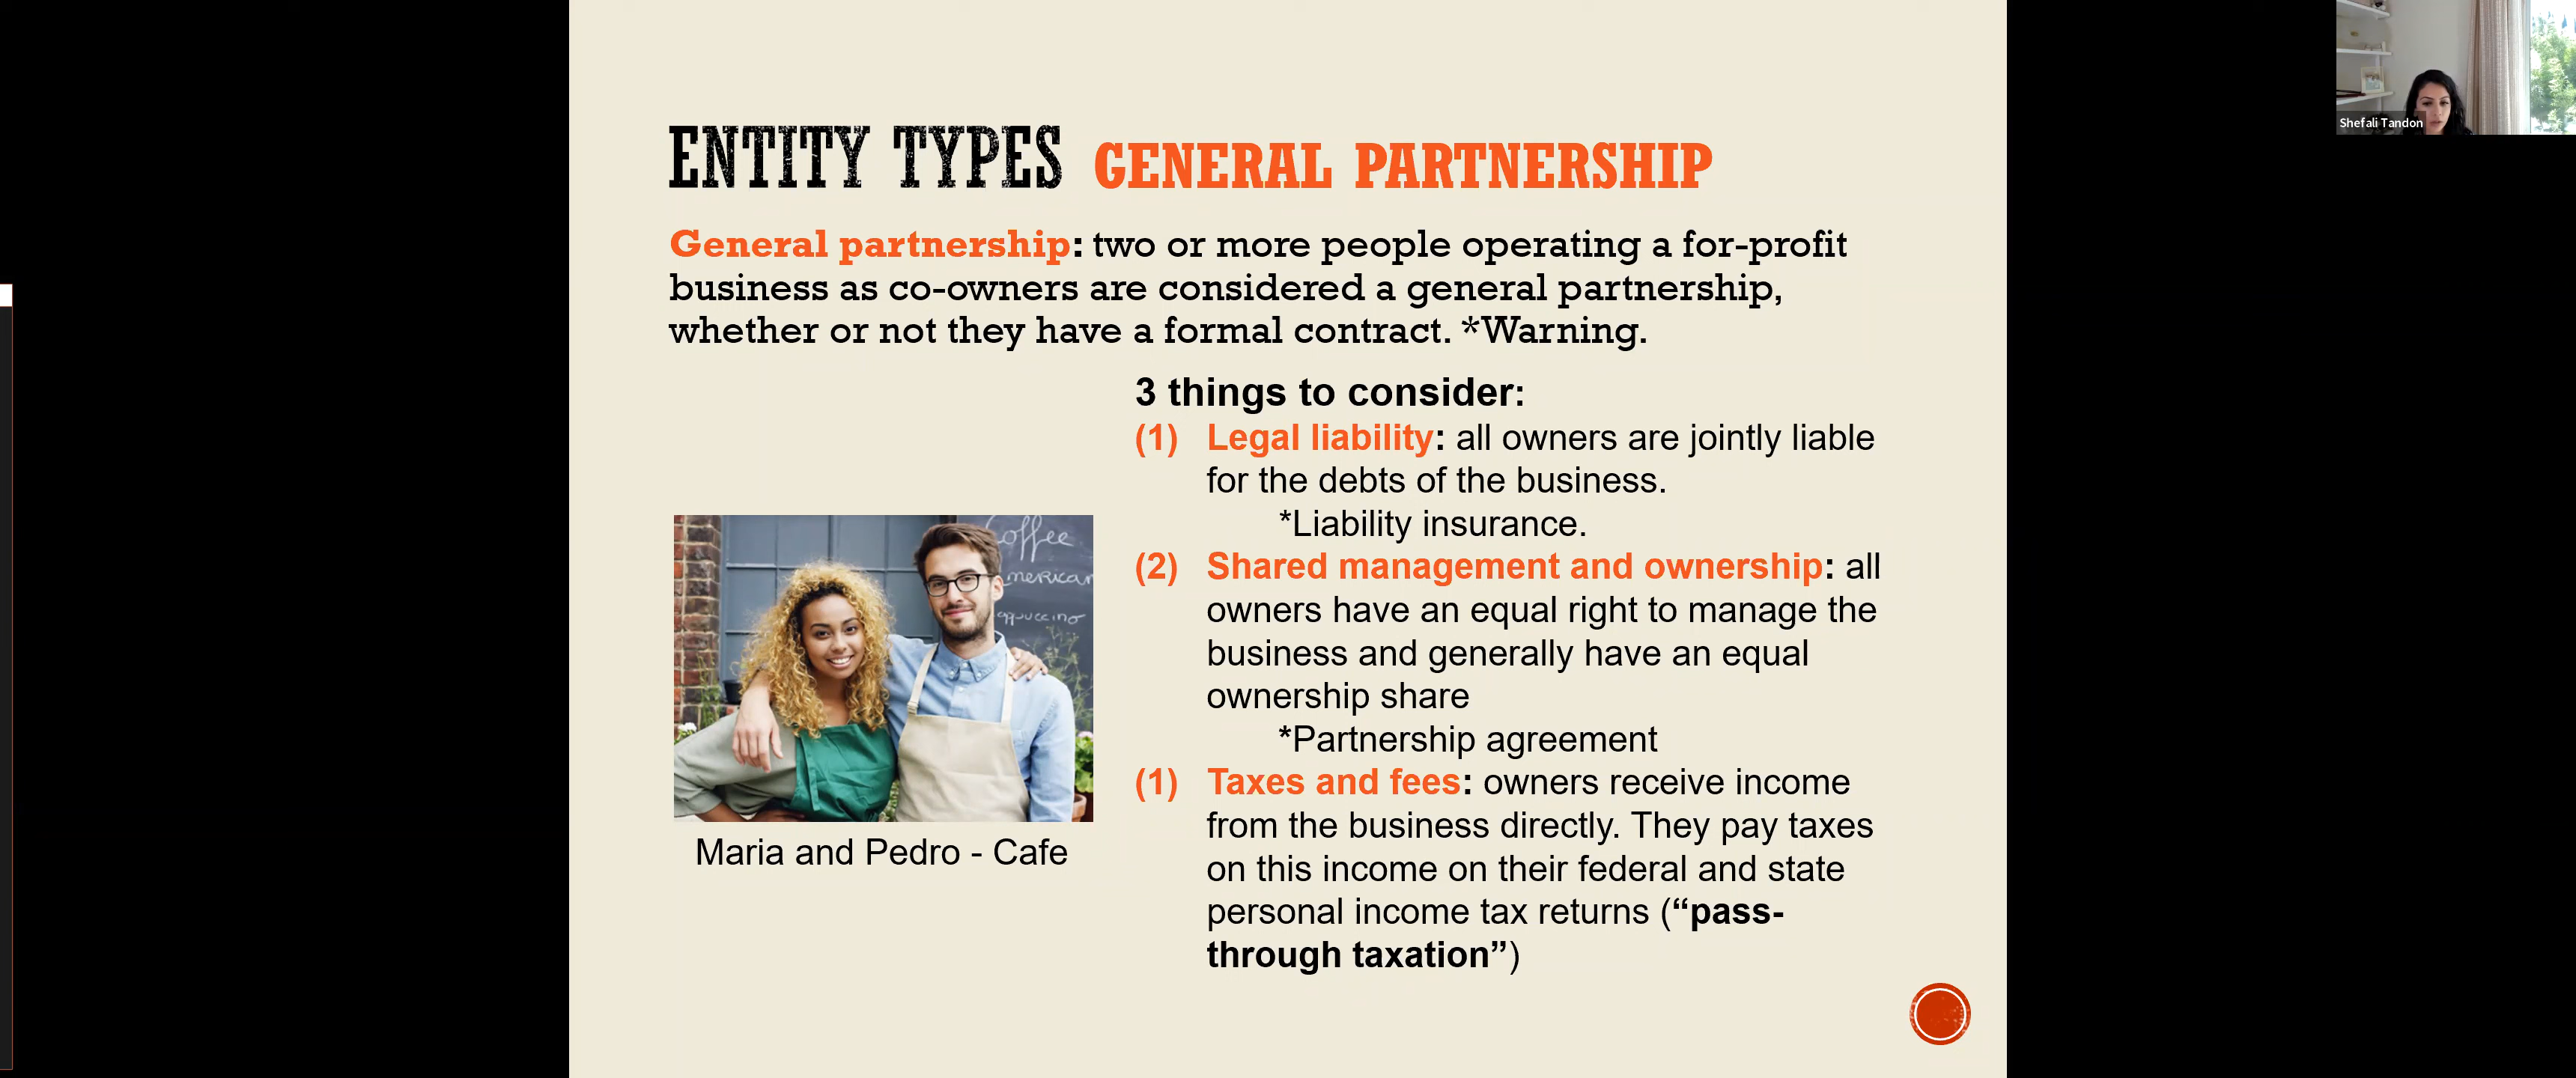 ENTITY TYPES GENERAL PARTNERSHIP
General partnership: two or more people operating a for-profit
business as co-owners are considered a general partnership,
whether or not they have a formal contract. *Warning.
3 things to consider:
(1) Legal liability: all owners are jointly liable
for the debts of the business.
*Liability insurance.
(2) Shared management and ownership: all
owners have an equal right to manage the
business and generally have an equal
ownership share
*Partnership agreement
(1) Taxes and fees: owners receive income
from the business directly. They pay taxes
on this income on their federal and state
personal income tax returns (“pass-
through taxation”)
Coffee
american
appuccino
Maria and Pedro - Cafe
Shefali Tandon